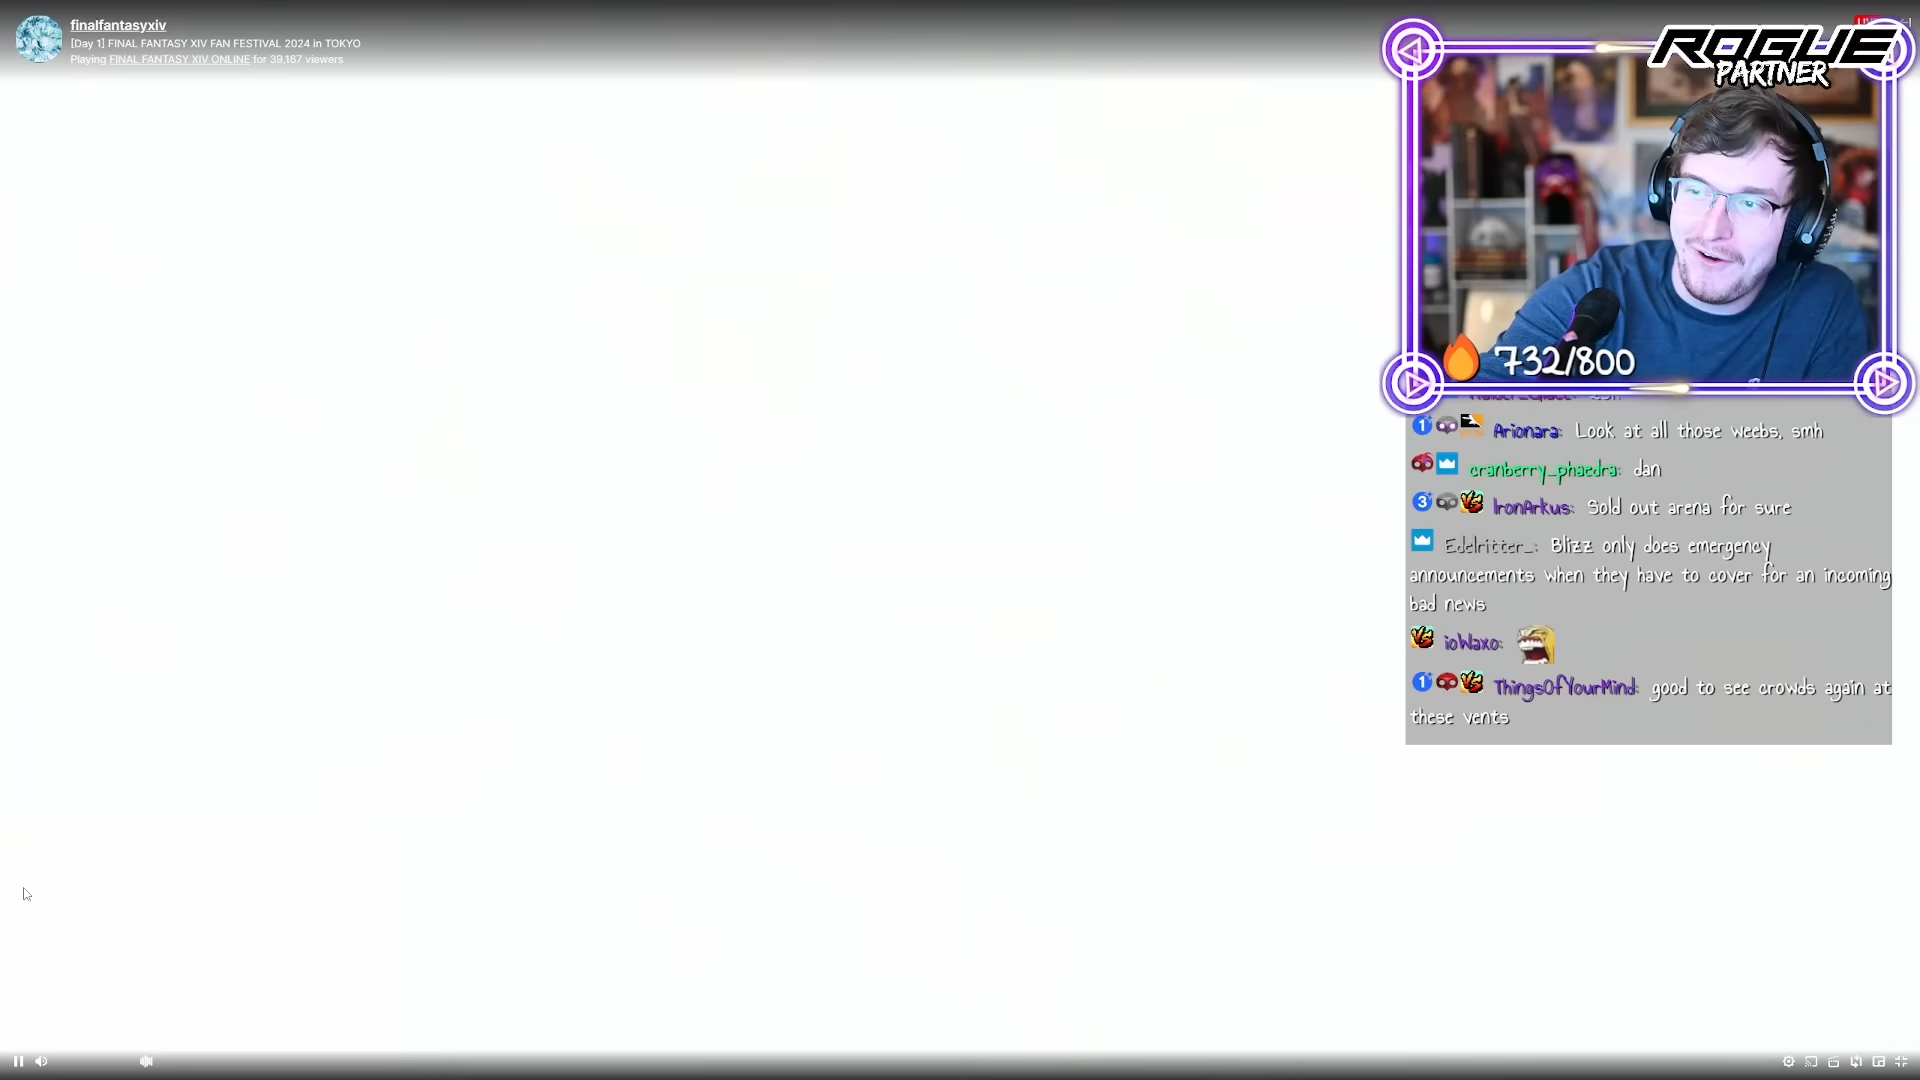 finalfantasyxiv
[Day 1] FINAL FANTASY XIV FAN FESTIVAL 2024 in TOKYO
Playing FINAL FANTASY XIV ONLINE for 39,167 viewers
ROGUE
PARTNER
732/800
Arionara: Look at all those weebs, smh
cranberry_phaedra: dan
IronArkus: Sold out arena for sure
Edelritter_: Blizz only does emergency
announcements when they have to cover for an incoming
bad news
ioWaxo:
ThingsOfYourMind: good to see crowds again at
these vents